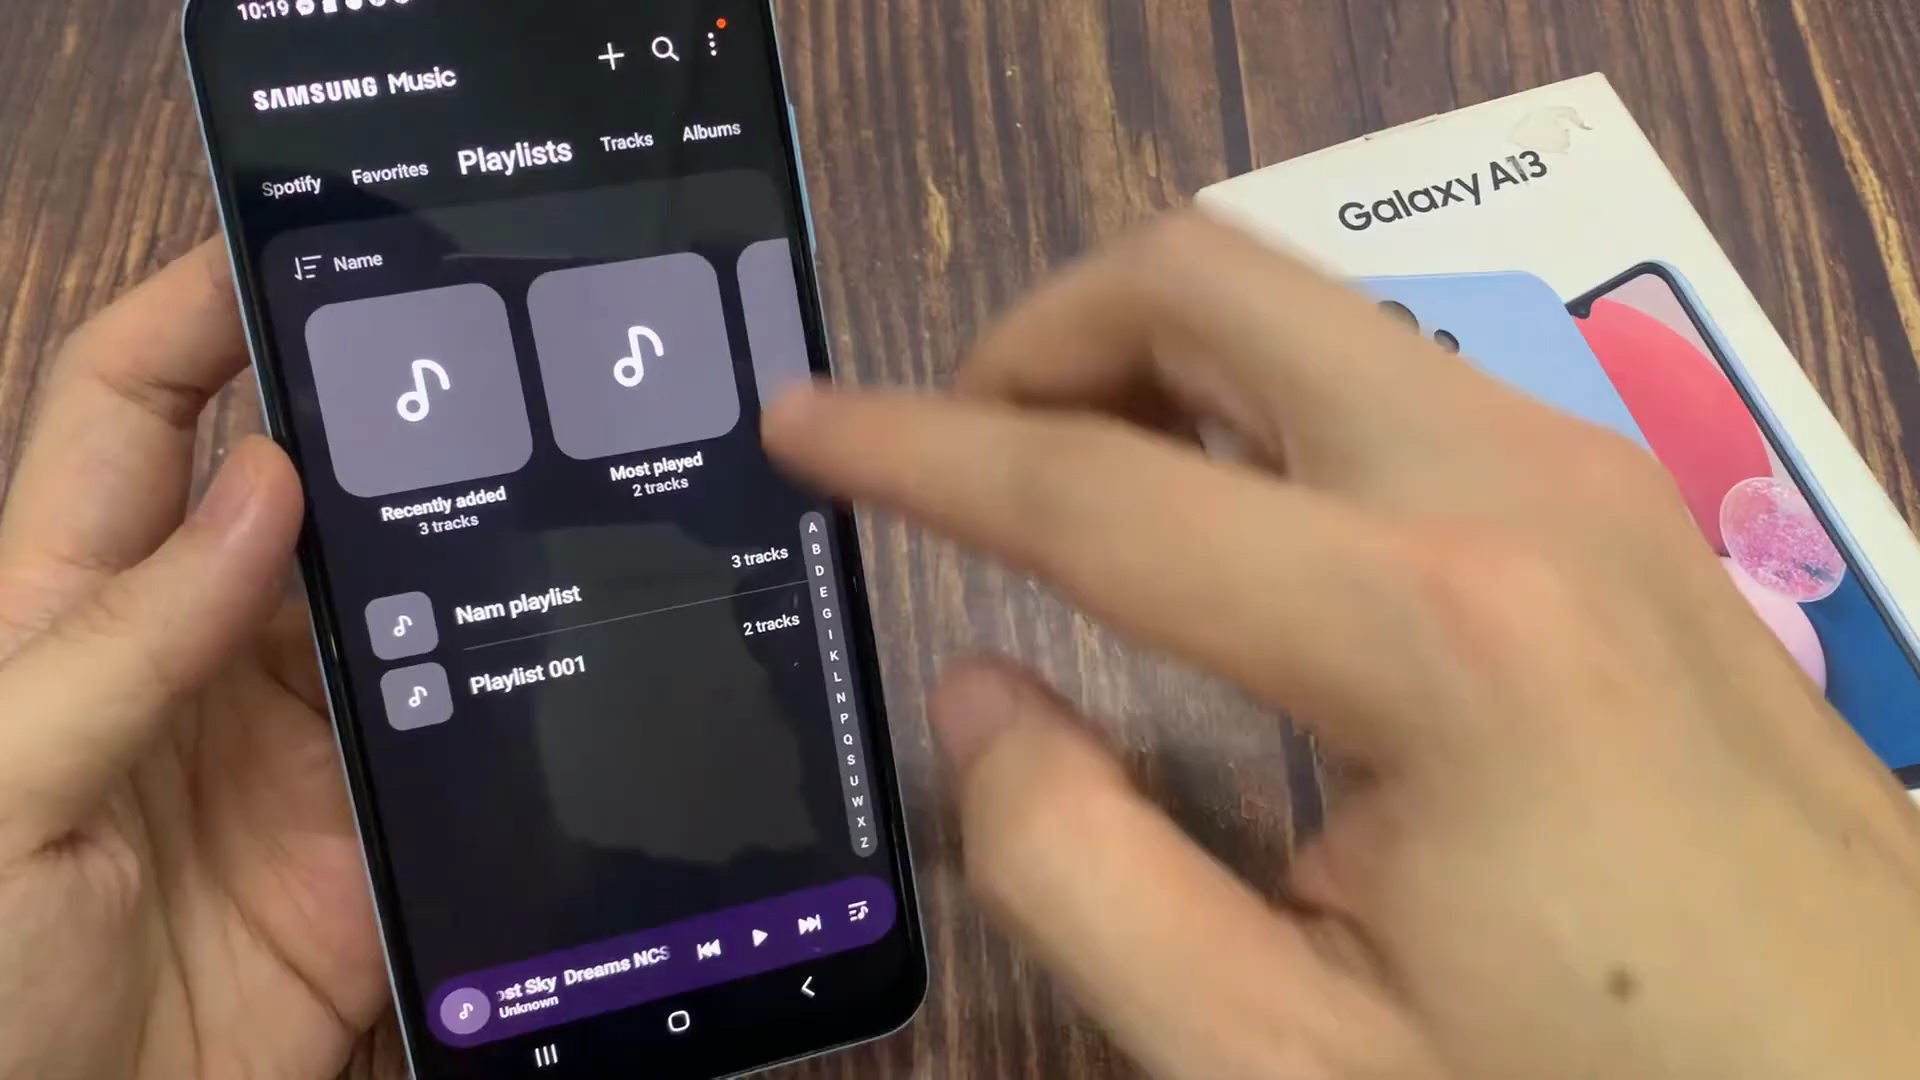 10:19
SAMSUNG Music
Spotify Favorites Playlists Tracks Albums
Name
Recently added
3 tracks
Most played
2 tracks
Nam playlist
3 tracks
Playlist 001
2 tracks
A
B
D
E
G
I
K
L
N
P
Q
S
U
W
X
Z
Sky Dreams NCS
Unknown
Galaxy A13